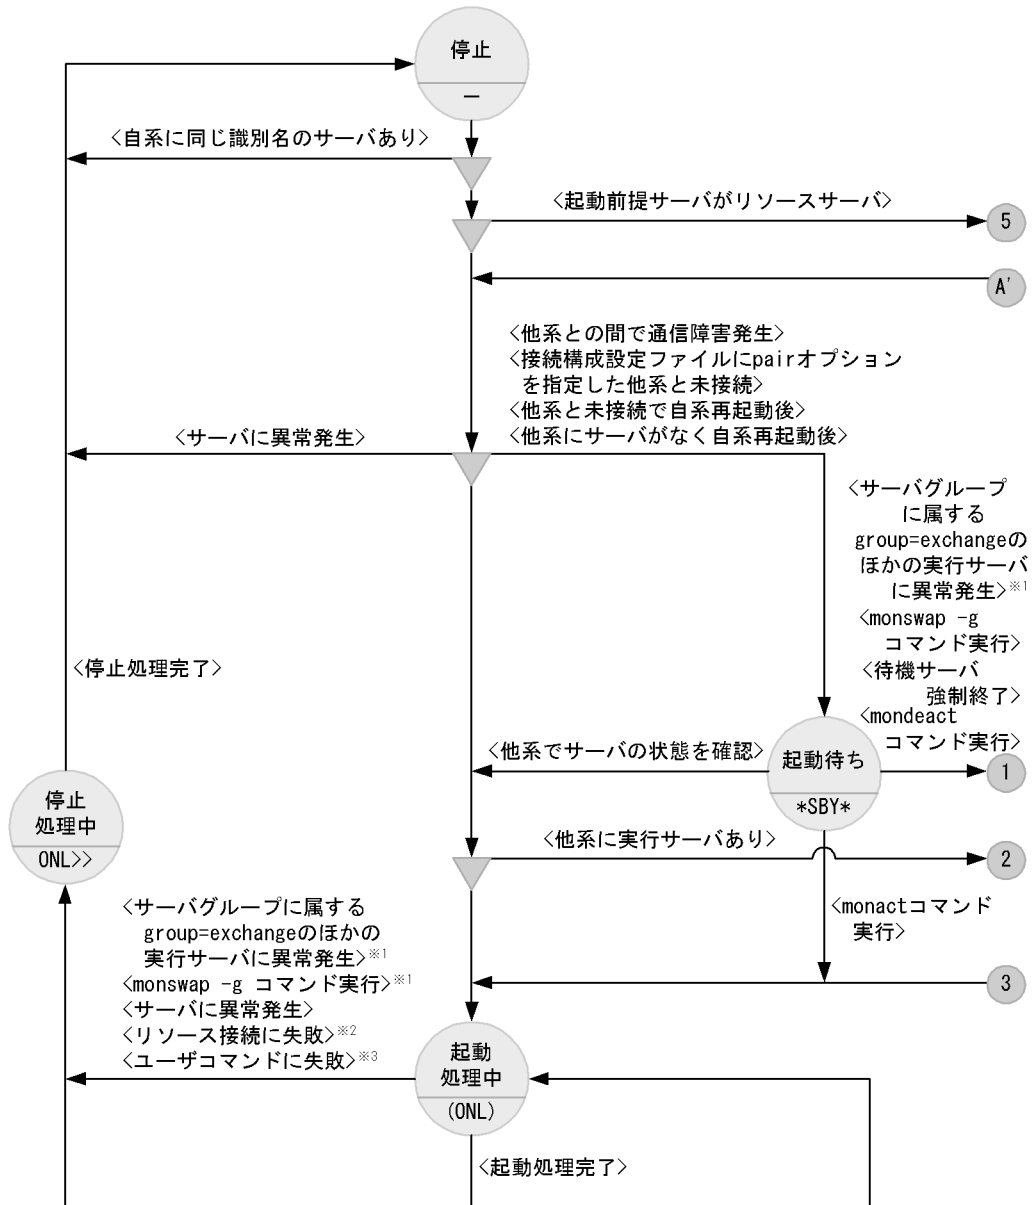 停止
－
〈自系に同じ識別名のサーバあり〉
〈起動前提サーバがリソースサーバ〉
5
A'
〈他系との間で通信障害発生〉
〈接続構成設定ファイルにpairオプション
を指定した他系と未接続〉
〈他系と未接続で自系再起動後〉
〈他系にサーバがなく自系再起動後〉
〈サーバに異常発生〉
〈サーバグループ
に属する
group=exchangeの
ほかの実行サーバ
に異常発生〉※1
〈monswap -g
コマンド実行〉
〈待機サーバ
強制終了〉
〈mondeact
コマンド実行〉
〈停止処理完了〉
〈他系でサーバの状態を確認〉
起動待ち
*SBY*
1
停止
処理中
ONL>>
〈他系に実行サーバあり〉
2
〈monactコマンド
実行〉
〈サーバグループに属する
group=exchangeのほかの
実行サーバに異常発生〉※1
〈monswap -g コマンド実行〉※1
〈サーバに異常発生〉
〈リソース接続に失敗〉※2
〈ユーザコマンドに失敗〉※3
3
起動
処理中
(ONL)
〈起動処理完了〉